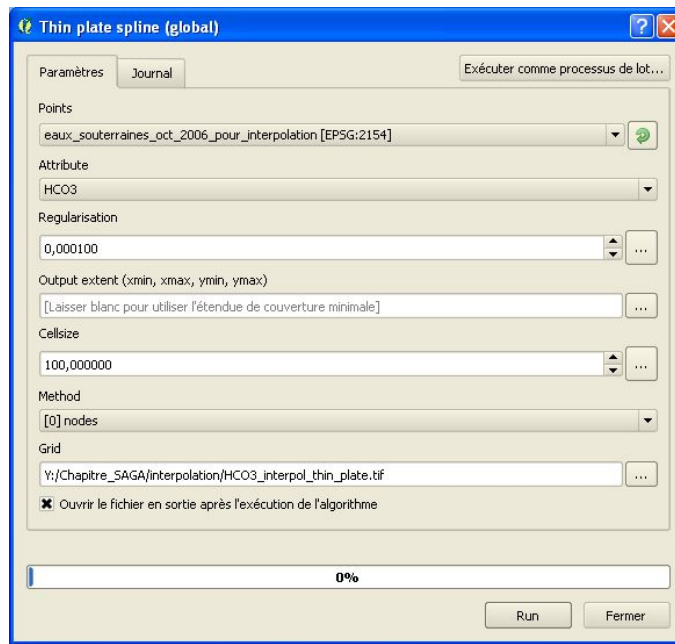 Thin plate spline (global)
Paramètres
Journal
Exécuter comme processus de lot...
Points
eaux_souterraines_oct_2006_pour_interpolation [EPSG:2154]
Attribute
HCO3
Regularisation
0,000100
...
Output extent (xmin, xmax, ymin, ymax)
[Laisser blanc pour utiliser l'étendue de couverture minimale]
...
Cellsize
100,000000
...
Method
[0] nodes
Grid
Y:/Chapitre_SAGA/interpolation/HCO3_interpol_thin_plate.tif
...
Ouvrir le fichier en sortie après l'exécution de l'algorithme
0%
Run
Fermer